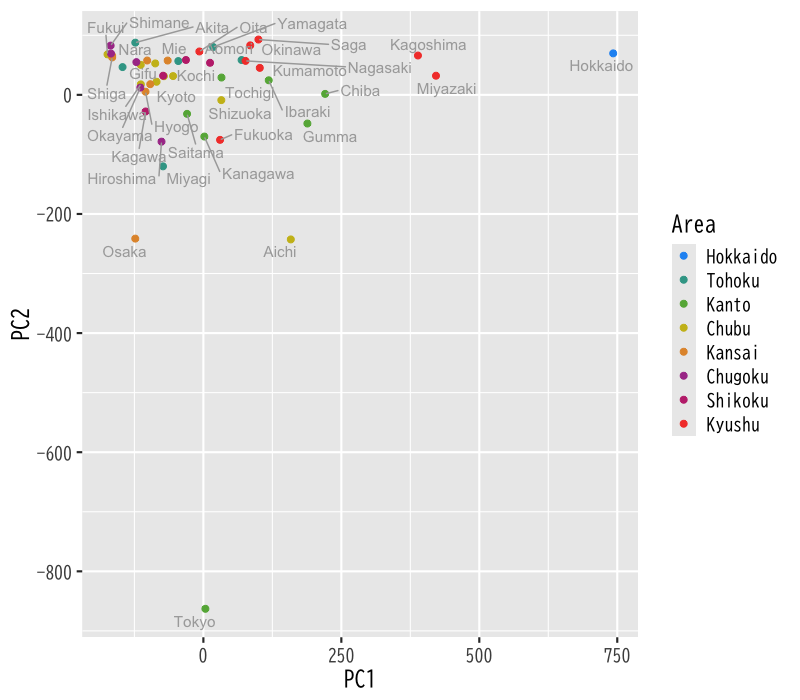 Fukui Shimane Akita Oita Yamagata
Nara Mie Aomori Okinawa Saga Kagoshima
Hokkaido
Gifu Kochi Kumamoto Nagasaki
Shiga Kyoto Tochigi Chiba Miyazaki
Ishikawa Shizuoka Ibaraki
Okayama Hyogo Fukuoka Gumma
Kagawa Saitama
Hiroshima Miyagi Kanagawa
Osaka Aichi
Tokyo
0
−200
−400
−600
−800
PC2
0 250 500 750
PC1
Area
Hokkaido
Tohoku
Kanto
Chubu
Kansai
Chugoku
Shikoku
Kyushu